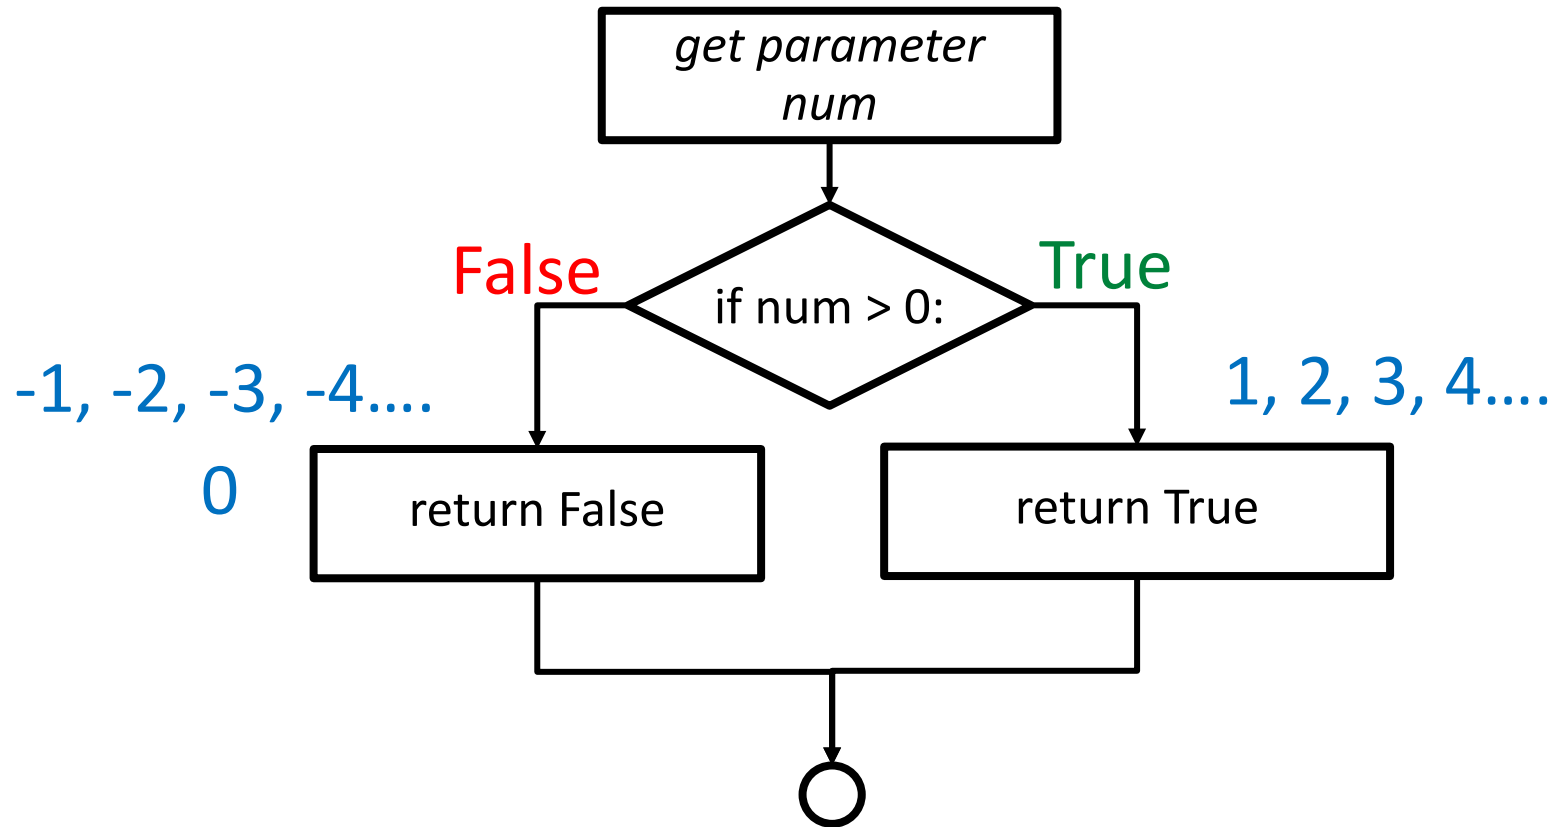 get parameter
num
False
True
if num > 0:
-1, -2, -3, -4....
0
1, 2, 3, 4....
return False
return True